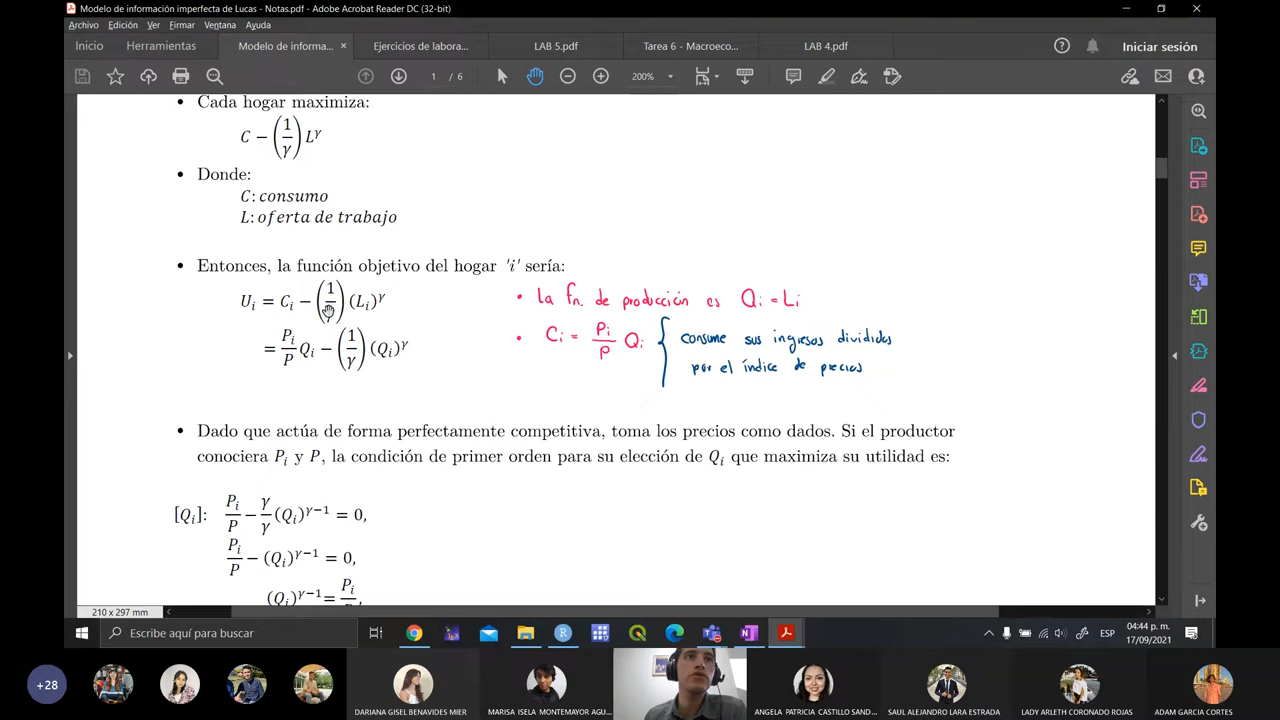 Modelo de información imperfecta de Lucas - Notas.pdf - Adobe Acrobat Reader DC (32-bit)
Archivo Edición Ver Firmar Ventana Ayuda
Inicio Herramientas Modelo de informa... × Ejercicios de labora... LAB 5.pdf Tarea 6 - Macroeco... LAB 4.pdf Iniciar sesión
1 / 6 200%
• Cada hogar maximiza:
C − (1/γ) L^γ
• Donde:
C: consumo
L: oferta de trabajo
• Entonces, la función objetivo del hogar 'i' sería:
U_i = C_i − (1/γ) (L_i)^γ
= P_i/P Q_i − (1/γ) (Q_i)^γ
• la fn. de producción es Q_i = L_i
• C_i = P_i/P Q_i { consume sus ingresos divididos
por el índice de precios
• Dado que actúa de forma perfectamente competitiva, toma los precios como dados. Si el productor
conociera P_i y P, la condición de primer orden para su elección de Q_i que maximiza su utilidad es:
[Q_i]: P_i/P − γ/γ (Q_i)^γ−1 = 0,
P_i/P − (Q_i)^γ−1 = 0,
(Q_i)^γ−1 = P_i
210 x 297 mm
Escribe aquí para buscar
ESP
04:44 p. m.
17/09/2021
+28
DARIANA GISEL BENAVIDES MIER
MARISA ISELA MONTEMAYOR AGU...
ANGELA PATRICIA CASTILLO SAND...
SAUL ALEJANDRO LARA ESTRADA
LADY ARLETH CORONADO ROJAS
ADAM GARCIA CORTES